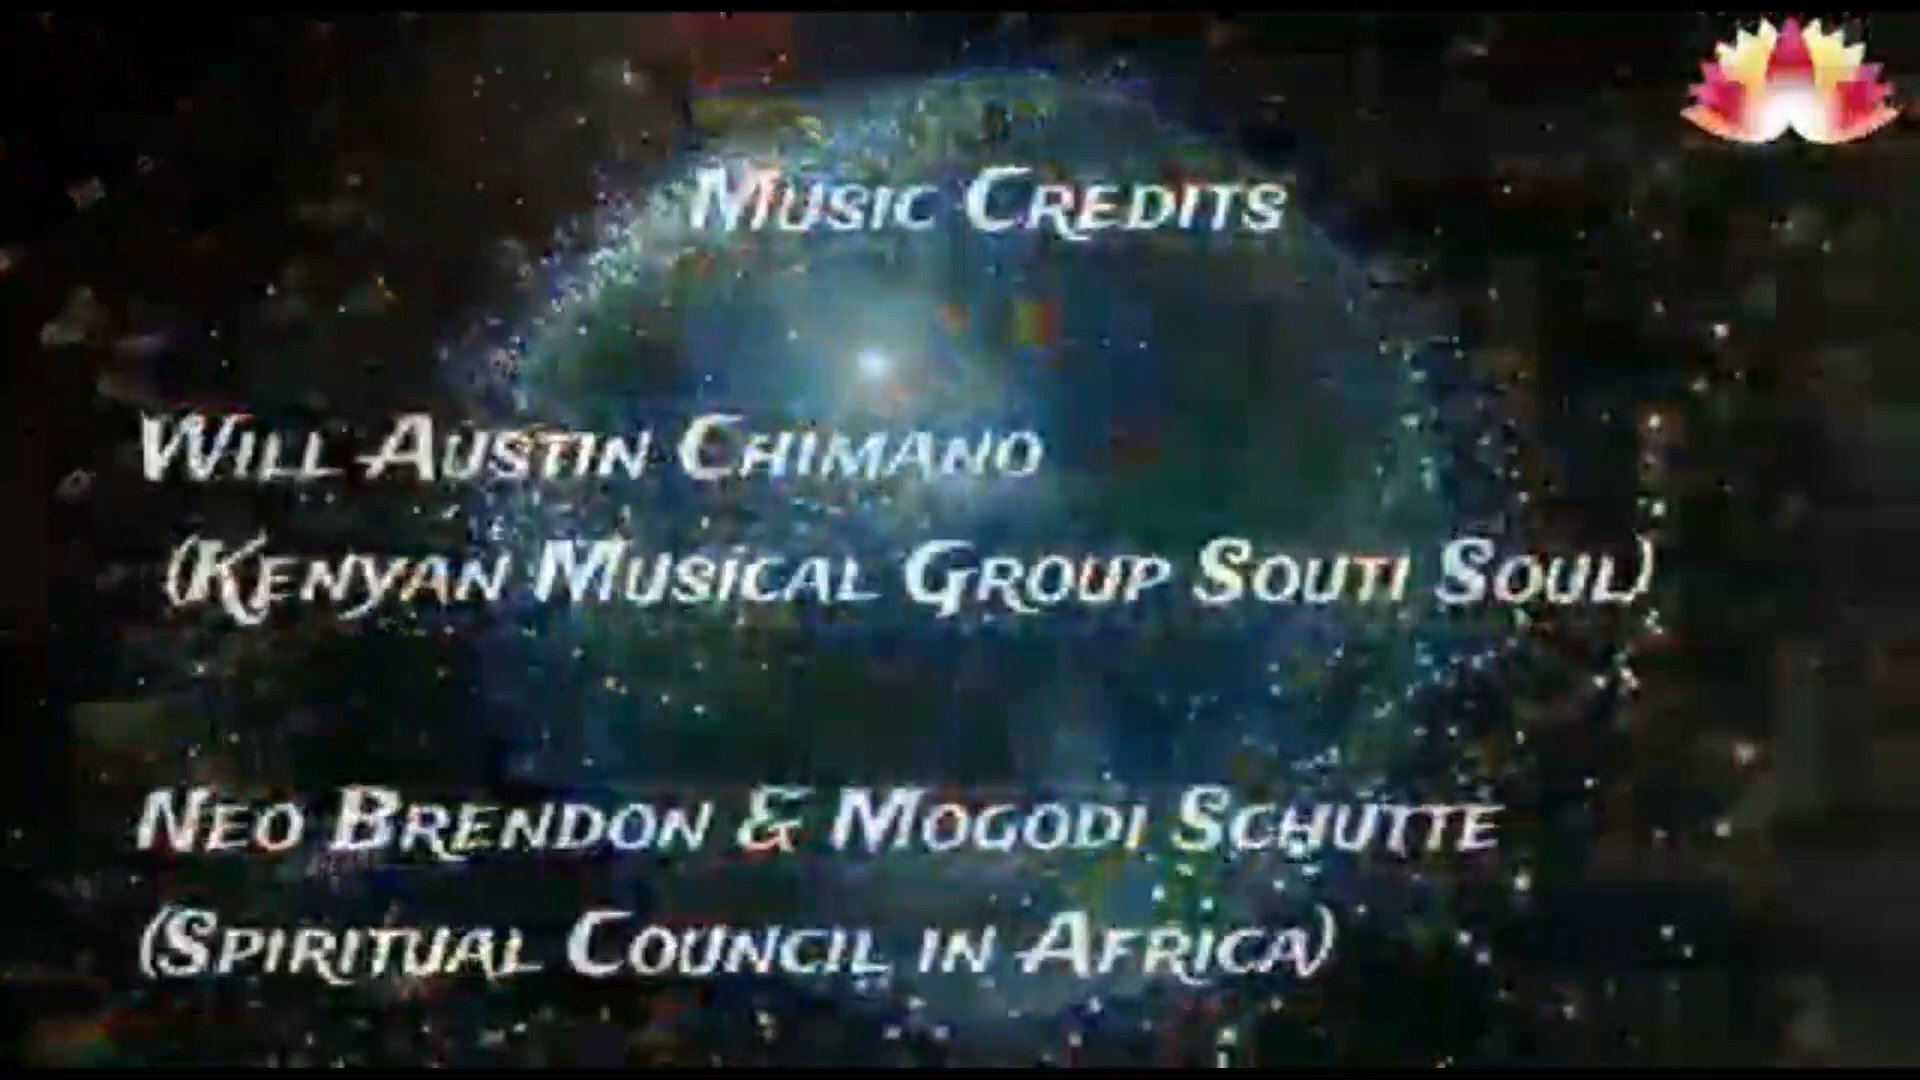 MUSIC CREDITS
WILL AUSTIN CHIMANO
(KENYAN MUSICAL GROUP SOUTI SOUL)
NEO BRENDON & MOGODI SCHUTTE
(SPIRITUAL COUNCIL IN AFRICA)